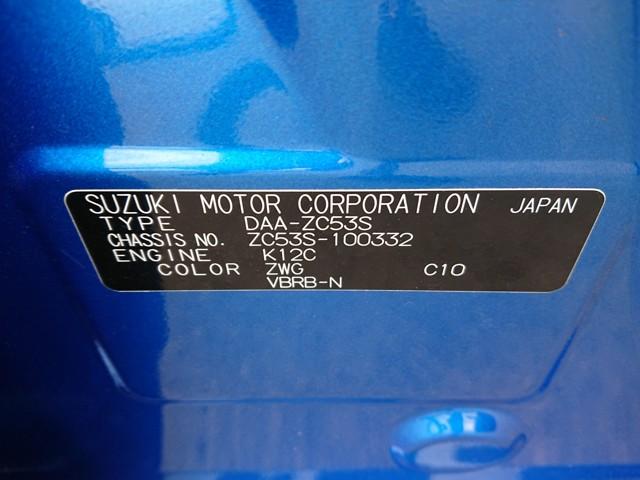 SUZUKI MOTOR CORPORATION JAPAN
TYPE DAA-ZC53S
CHASSIS NO. ZC53S-100332
ENGINE K12C
COLOR ZWG C10
VBRB-N